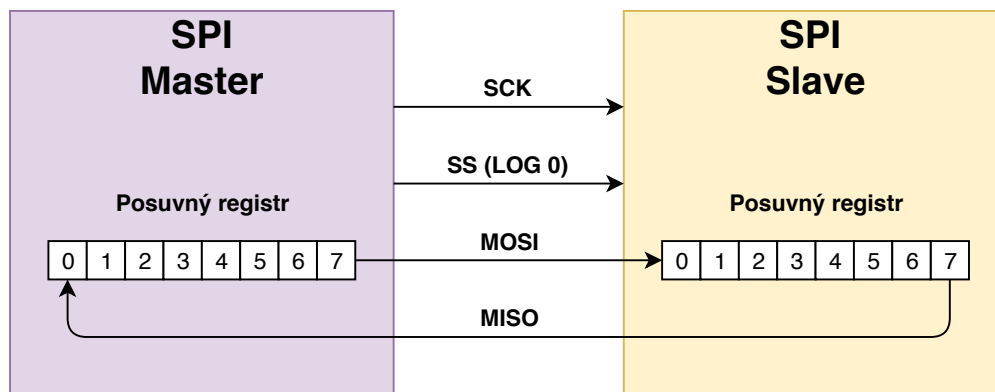 SPI
Master
SPI
Slave
SCK
SS (LOG 0)
Posuvný registr
Posuvný registr
MOSI
0 1 2 3 4 5 6 7
0 1 2 3 4 5 6 7
MISO